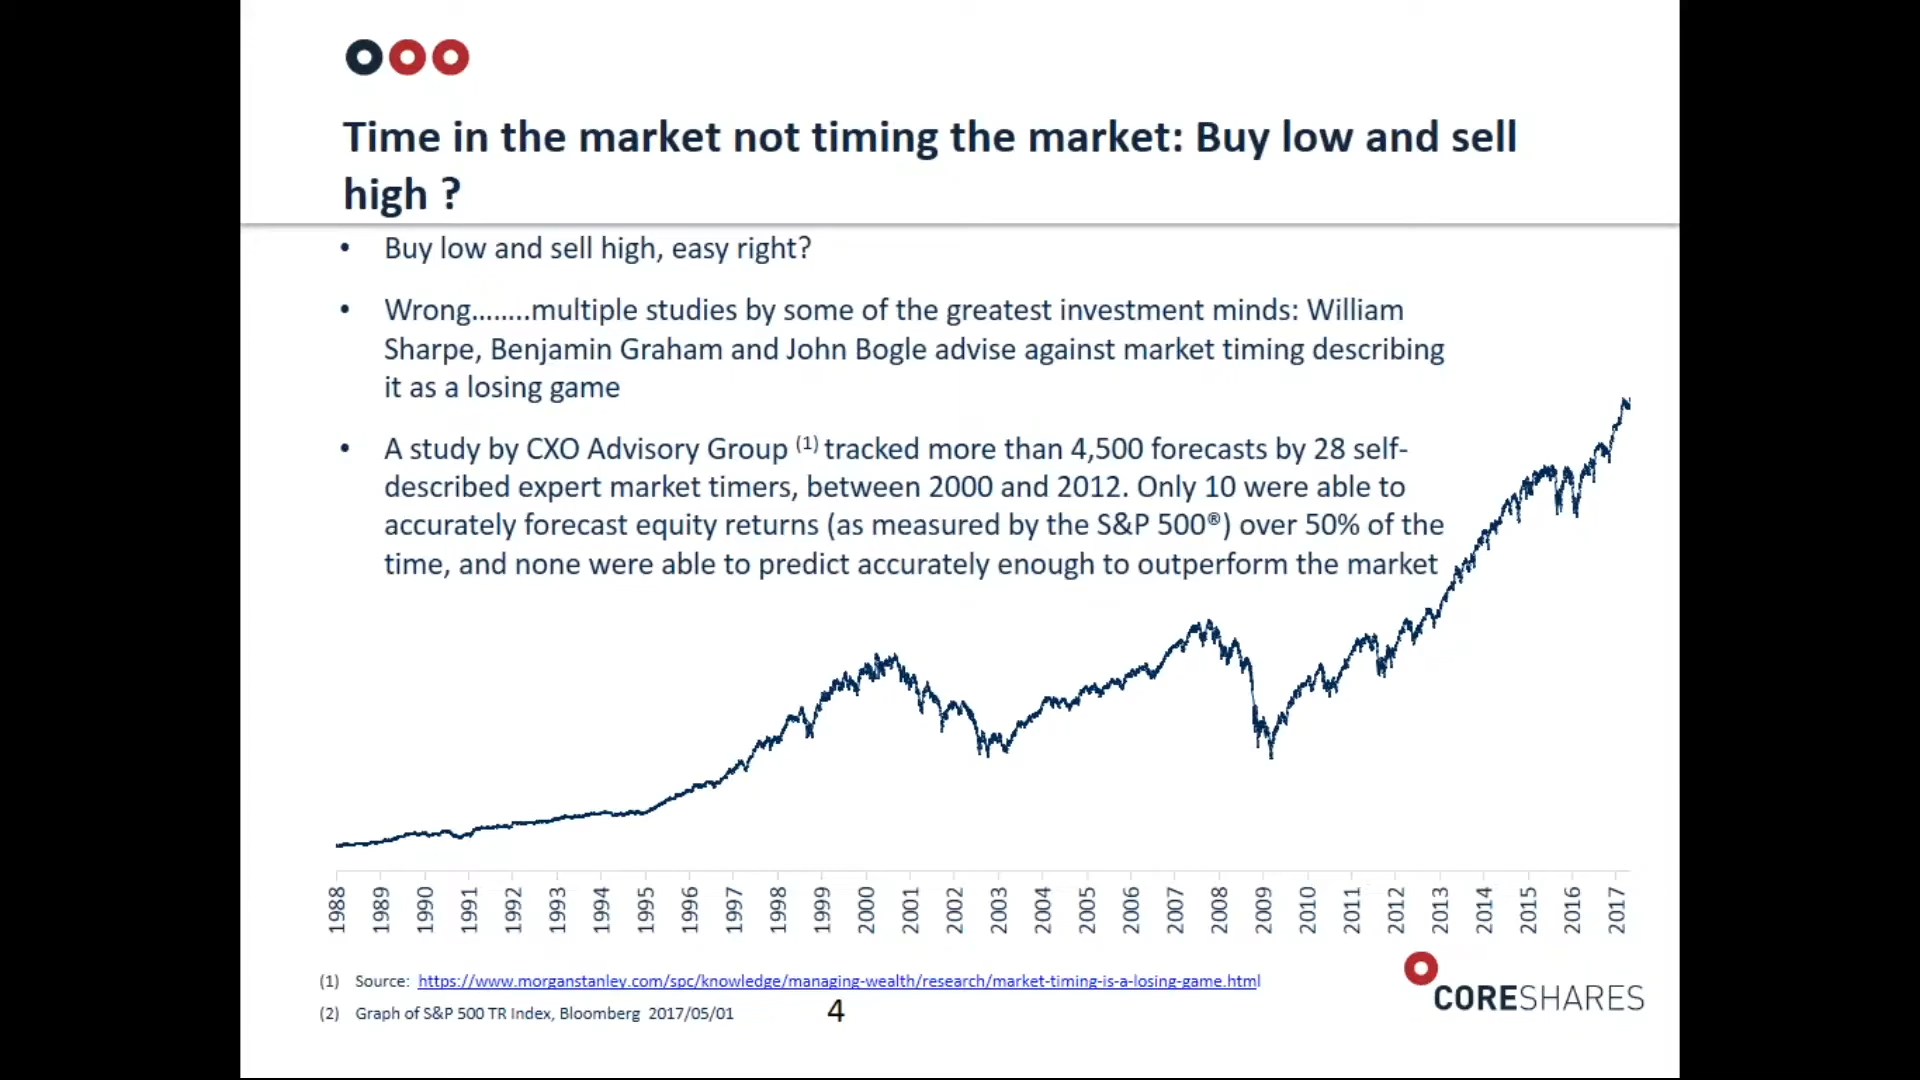 Time in the market not timing the market: Buy low and sell
high ?
• Buy low and sell high, easy right?
• Wrong........multiple studies by some of the greatest investment minds: William
Sharpe, Benjamin Graham and John Bogle advise against market timing describing
it as a losing game
• A study by CXO Advisory Group (1) tracked more than 4,500 forecasts by 28 self-
described expert market timers, between 2000 and 2012. Only 10 were able to
accurately forecast equity returns (as measured by the S&P 500®) over 50% of the
time, and none were able to predict accurately enough to outperform the market
1988 1989 1990 1991 1992 1993 1994 1995 1996 1997 1998 1999 2000 2001 2002 2003 2004 2005 2006 2007 2008 2009 2010 2011 2012 2013 2014 2015 2016 2017
(1) Source: https://www.morganstanley.com/spc/knowledge/managing-wealth/research/market-timing-is-a-losing-game.html
(2) Graph of S&P 500 TR Index, Bloomberg 2017/05/01
4
CORESHARES